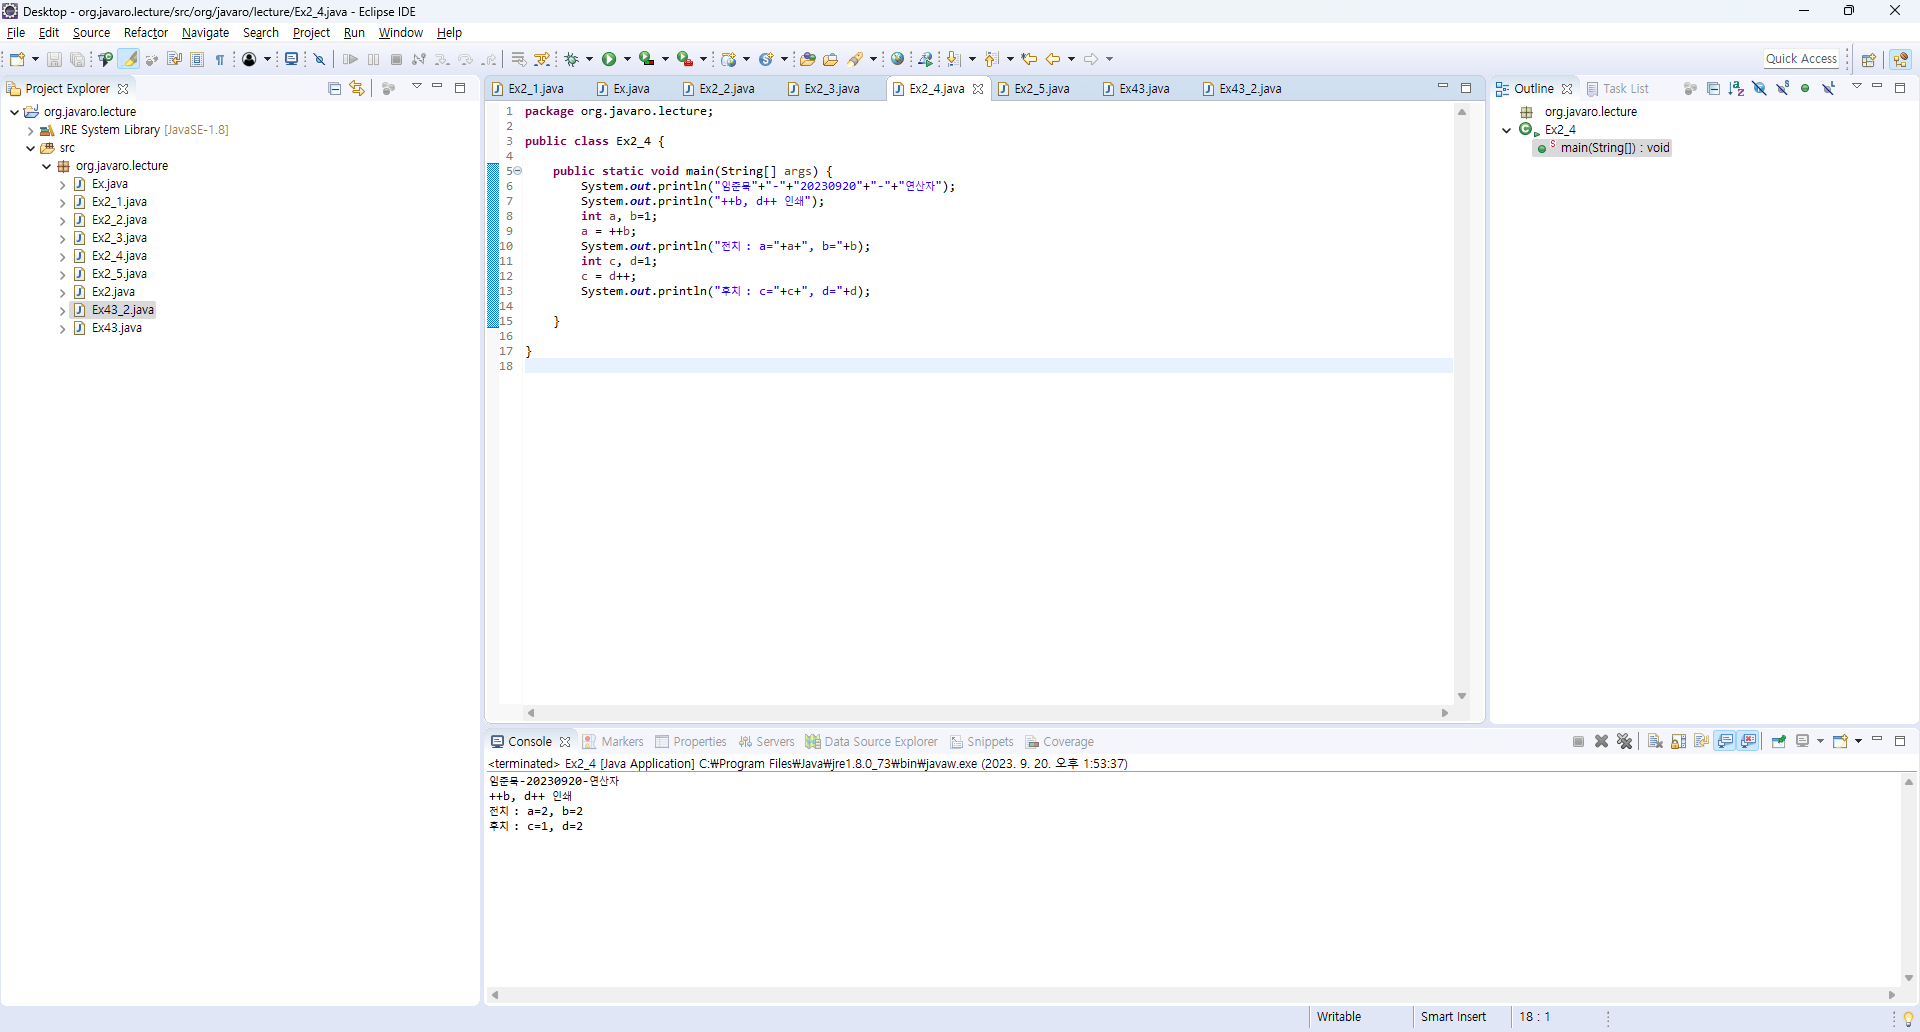 Desktop - org.javaro.lecture/src/org/javaro/lecture/Ex2_4.java - Eclipse IDE
File Edit Source Refactor Navigate Search Project Run Window Help
Quick Access
Project Explorer
org.javaro.lecture
JRE System Library [JavaSE-1.8]
src
org.javaro.lecture
Ex.java
Ex2_1.java
Ex2_2.java
Ex2_3.java
Ex2_4.java
Ex2_5.java
Ex2.java
Ex43_2.java
Ex43.java
Ex2_1.java Ex.java Ex2_2.java Ex2_3.java Ex2_4.java Ex2_5.java Ex43.java Ex43_2.java
1 package org.javaro.lecture;
2
3 public class Ex2_4 {
4
5 public static void main(String[] args) {
6 System.out.println("임준묵"+"-"+"20230920"+"-"+"연산자");
7 System.out.println("++b, d++ 인쇄");
8 int a, b=1;
9 a = ++b;
10 System.out.println("전치 : a="+a+", b="+b);
11 int c, d=1;
12 c = d++;
13 System.out.println("후치 : c="+c+", d="+d);
14
15 }
16
17 }
18
Outline Task List
org.javaro.lecture
Ex2_4
main(String[]) : void
Console Markers Properties Servers Data Source Explorer Snippets Coverage
<terminated> Ex2_4 [Java Application] C:₩Program Files₩Java₩jre1.8.0_73₩bin₩javaw.exe (2023. 9. 20. 오후 1:53:37)
임준묵-20230920-연산자
++b, d++ 인쇄
전치 : a=2, b=2
후치 : c=1, d=2
Writable Smart Insert 18 : 1